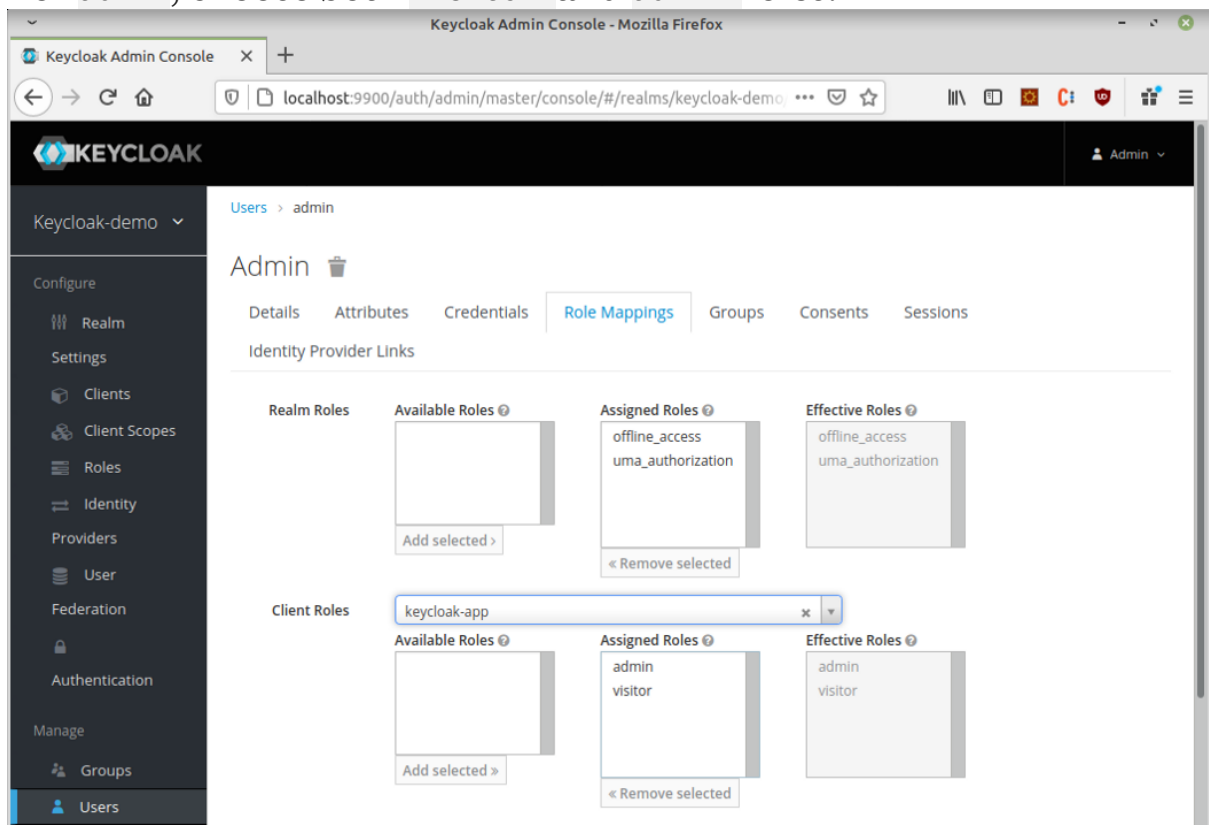 Keycloak Admin Console - Mozilla Firefox
Keycloak Admin Console
localhost:9900/auth/admin/master/console/#/realms/keycloak-demo
KEYCLOAK
Admin
Keycloak-demo
Users > admin
Admin
Configure
Realm
Settings
Clients
Client Scopes
Roles
Identity
Providers
User
Federation
Authentication
Manage
Groups
Users
Details Attributes Credentials Role Mappings Groups Consents Sessions
Identity Provider Links
Realm Roles Available Roles Assigned Roles Effective Roles
offline_access offline_access
uma_authorization uma_authorization
Add selected >
« Remove selected
Client Roles keycloak-app
Available Roles Assigned Roles Effective Roles
admin admin
visitor visitor
Add selected »
« Remove selected